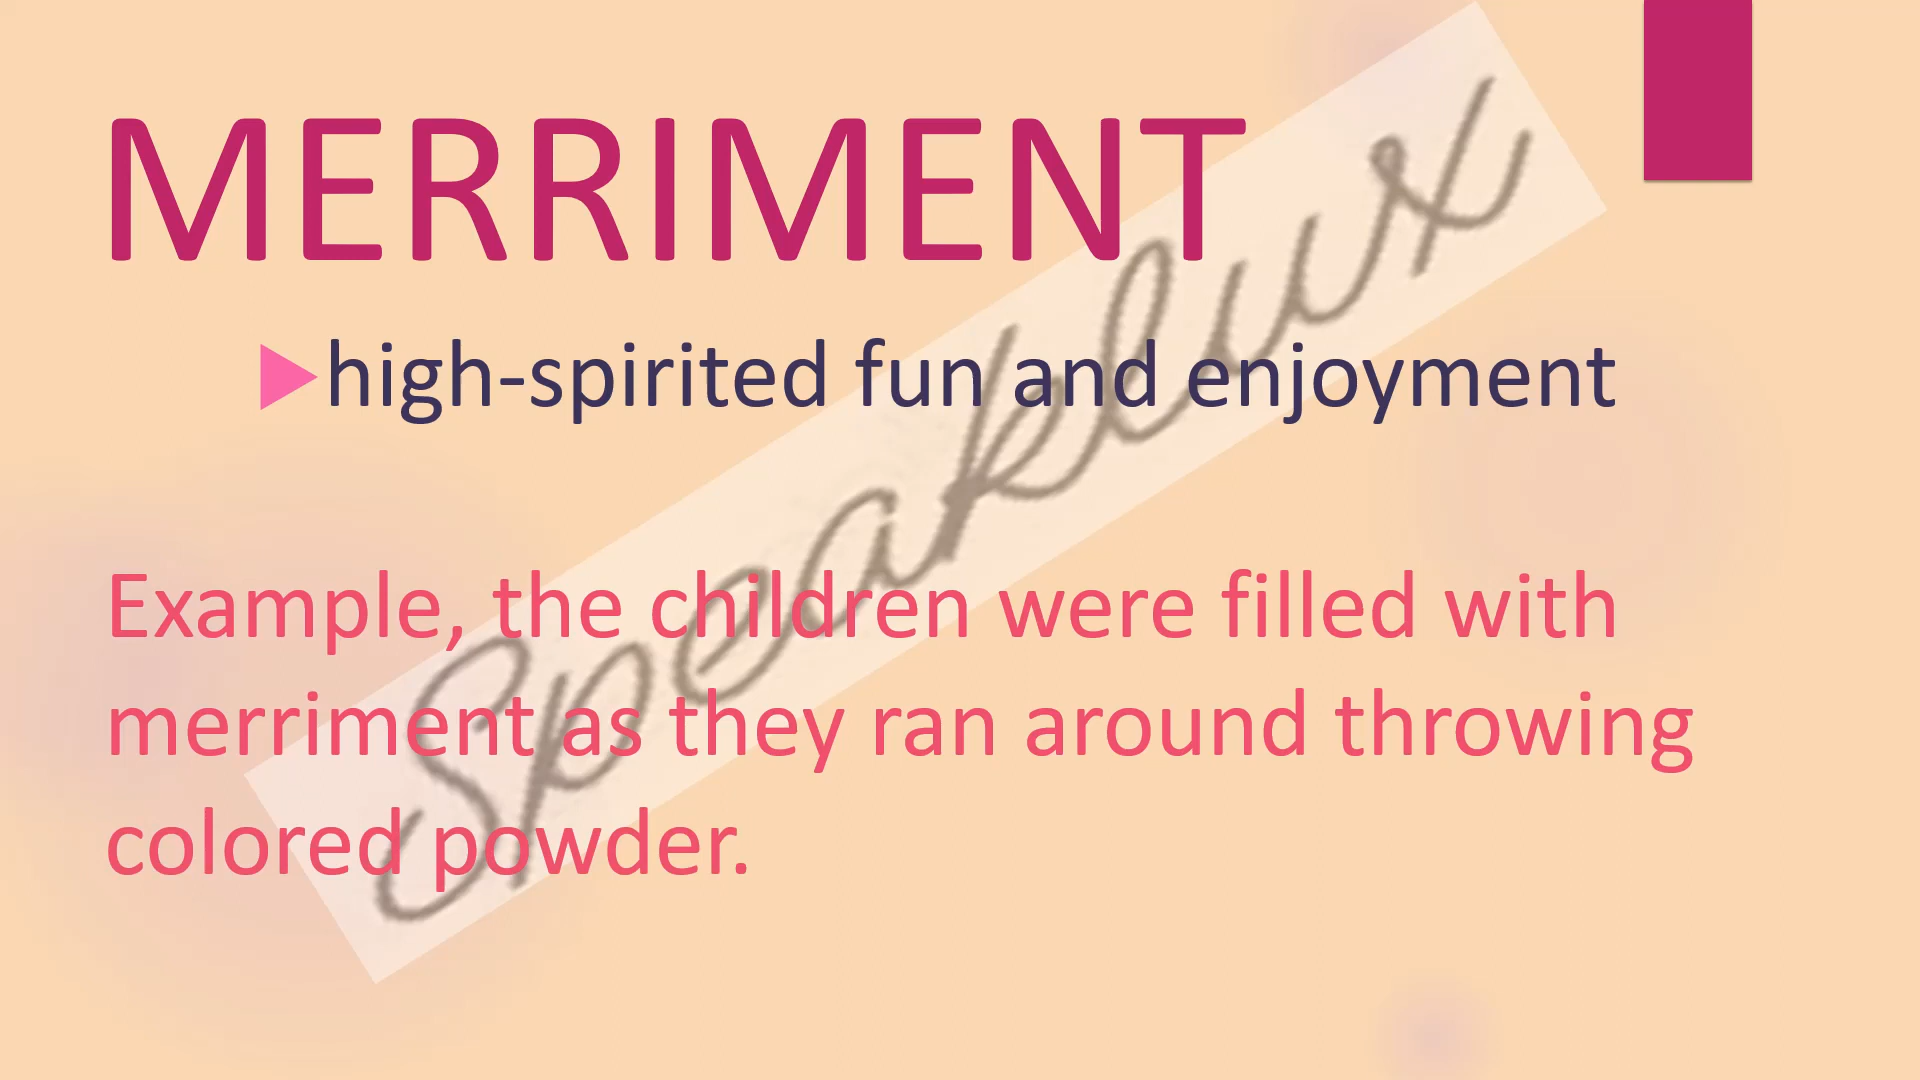 MERRIMENT
high-spirited fun and enjoyment
Example, the children were filled with
merriment as they ran around throwing
colored powder.
Speaklux